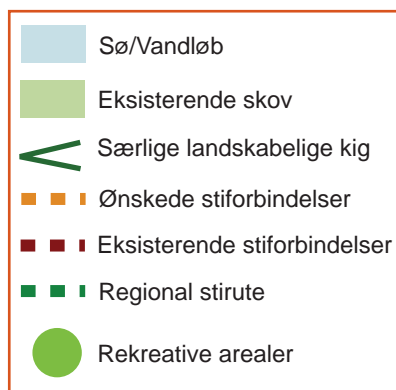 Sø/Vandløb
Eksisterende skov
Særlige landskabelige kig
Ønskede stiforbindelser
Eksisterende stiforbindelser
Regional stirute
Rekreative arealer